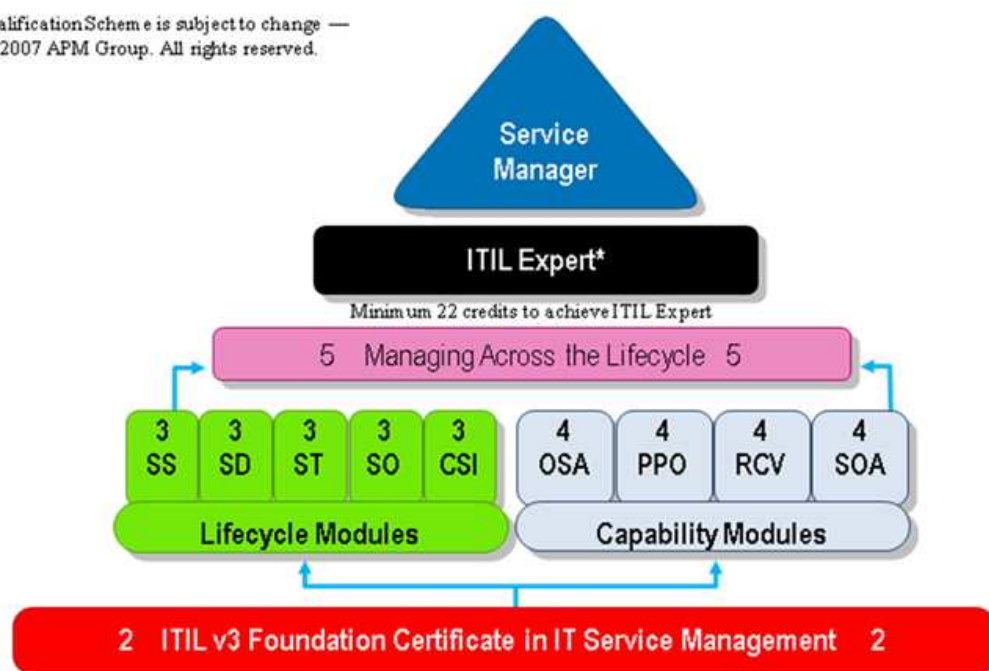 alification Scheme is subject to change —
2007 APM Group. All rights reserved.
Service
Manager
ITIL Expert*
Minimum 22 credits to achieve ITIL Expert
5 Managing Across the Lifecycle 5
3 3 3 3 3 4 4 4 4
SS SD ST SO CSI OSA PPO RCV SOA
Lifecycle Modules Capability Modules
2 ITIL v3 Foundation Certificate in IT Service Management 2